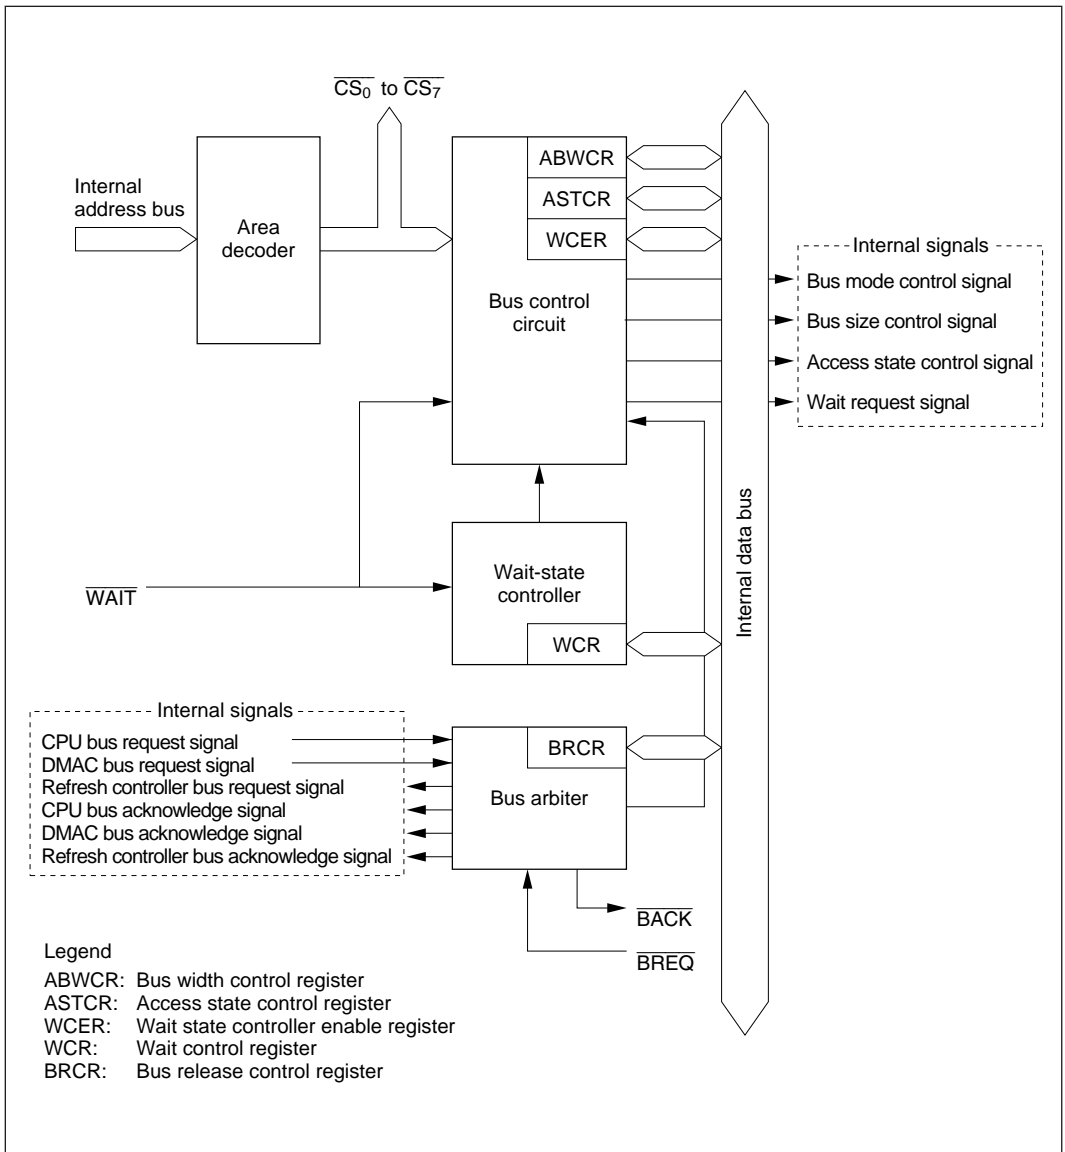 CS0 to CS7
Internal
address bus
Area
decoder
ABWCR
ASTCR
WCER
Bus control
circuit
Internal signals
Bus mode control signal
Bus size control signal
Access state control signal
Wait request signal
Internal data bus
WAIT
Wait-state
controller
WCR
Internal signals
CPU bus request signal
DMAC bus request signal
Refresh controller bus request signal
CPU bus acknowledge signal
DMAC bus acknowledge signal
Refresh controller bus acknowledge signal
BRCR
Bus arbiter
BACK
BREQ
Legend
ABWCR: Bus width control register
ASTCR: Access state control register
WCER: Wait state controller enable register
WCR: Wait control register
BRCR: Bus release control register